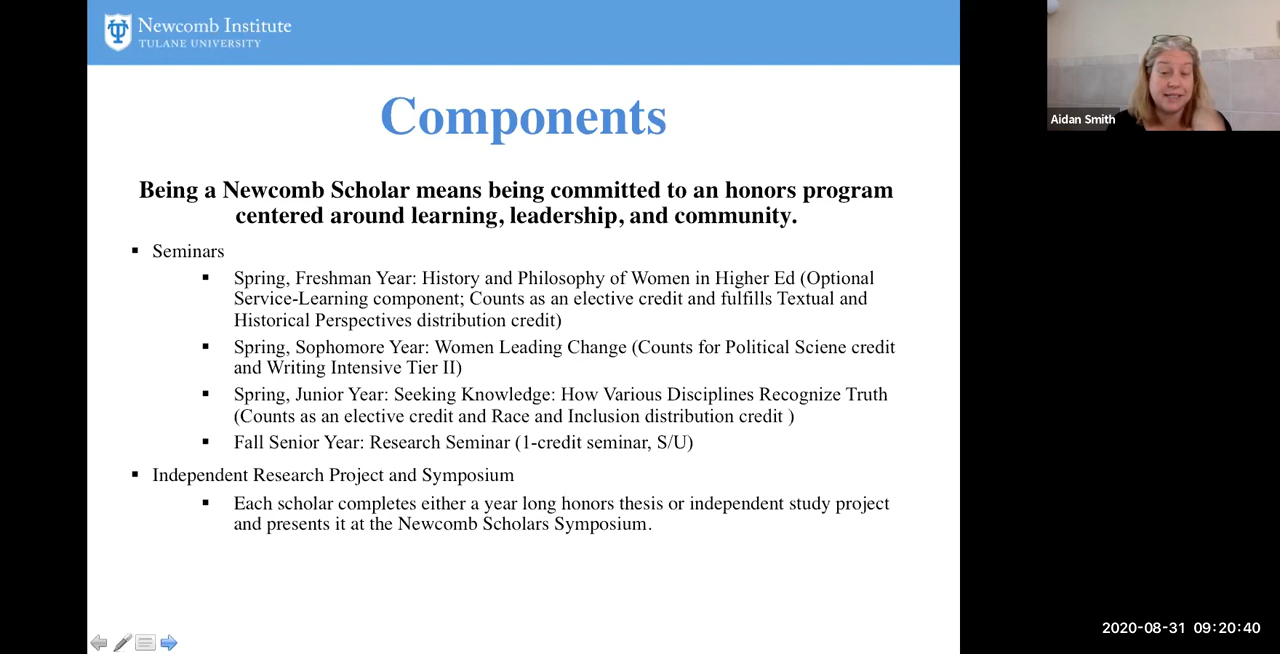 Newcomb Institute
TULANE UNIVERSITY
Components
Being a Newcomb Scholar means being committed to an honors program
centered around learning, leadership, and community.
▪ Seminars
▪ Spring, Freshman Year: History and Philosophy of Women in Higher Ed (Optional
Service-Learning component; Counts as an elective credit and fulfills Textual and
Historical Perspectives distribution credit)
▪ Spring, Sophomore Year: Women Leading Change (Counts for Political Sciene credit
and Writing Intensive Tier II)
▪ Spring, Junior Year: Seeking Knowledge: How Various Disciplines Recognize Truth
(Counts as an elective credit and Race and Inclusion distribution credit )
▪ Fall Senior Year: Research Seminar (1-credit seminar, S/U)
▪ Independent Research Project and Symposium
▪ Each scholar completes either a year long honors thesis or independent study project
and presents it at the Newcomb Scholars Symposium.
Aidan Smith
2020-08-31 09:20:40